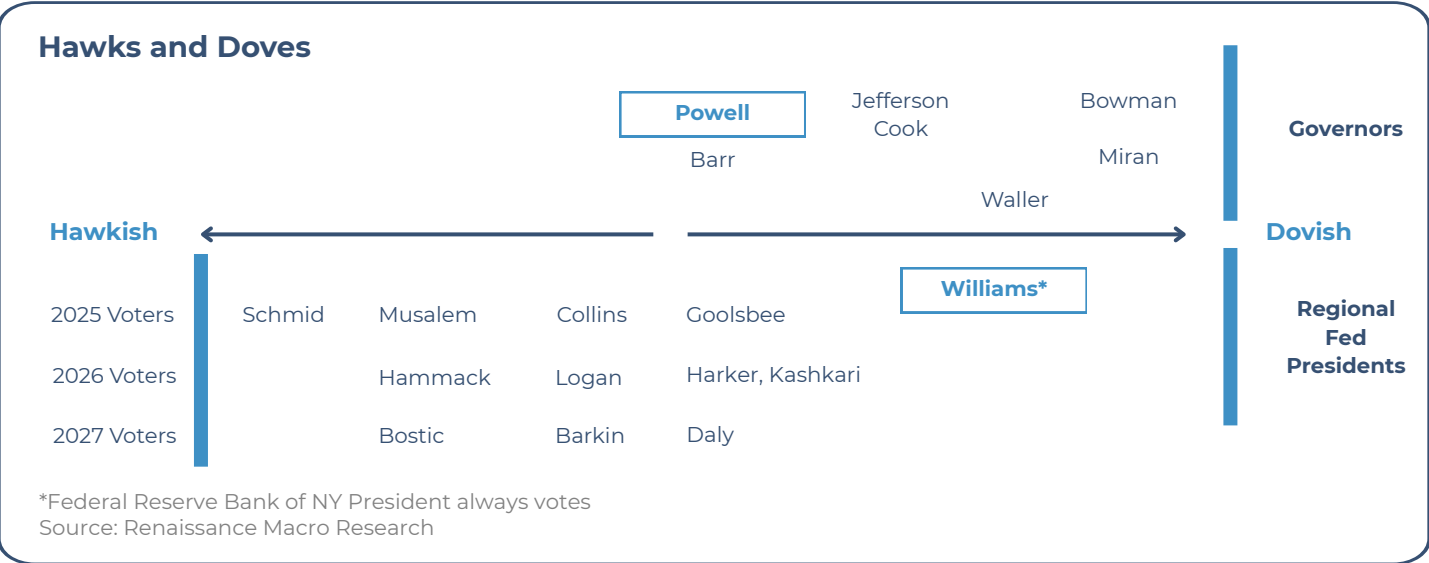 Hawks and Doves
Powell
Jefferson
Bowman
Cook
Governors
Barr
Miran
Waller
Hawkish
Dovish
Williams*
2025 Voters Schmid Musalem Collins Goolsbee
Regional
Fed
Presidents
2026 Voters Hammack Logan Harker, Kashkari
2027 Voters Bostic Barkin Daly
*Federal Reserve Bank of NY President always votes
Source: Renaissance Macro Research